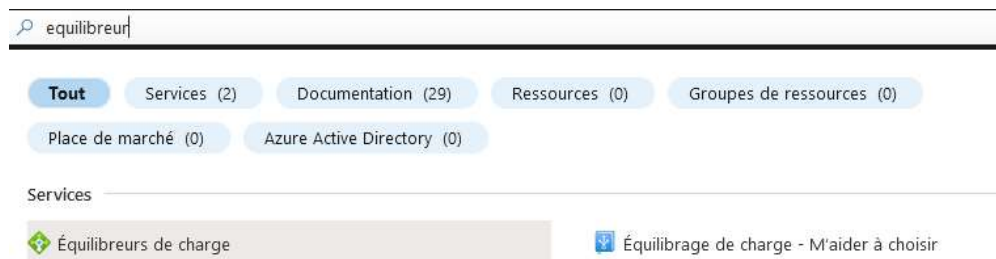 equilibreur
Tout Services (2) Documentation (29) Ressources (0) Groupes de ressources (0)
Place de marché (0) Azure Active Directory (0)
Services
Équilibreurs de charge Équilibrage de charge - M'aider à choisir